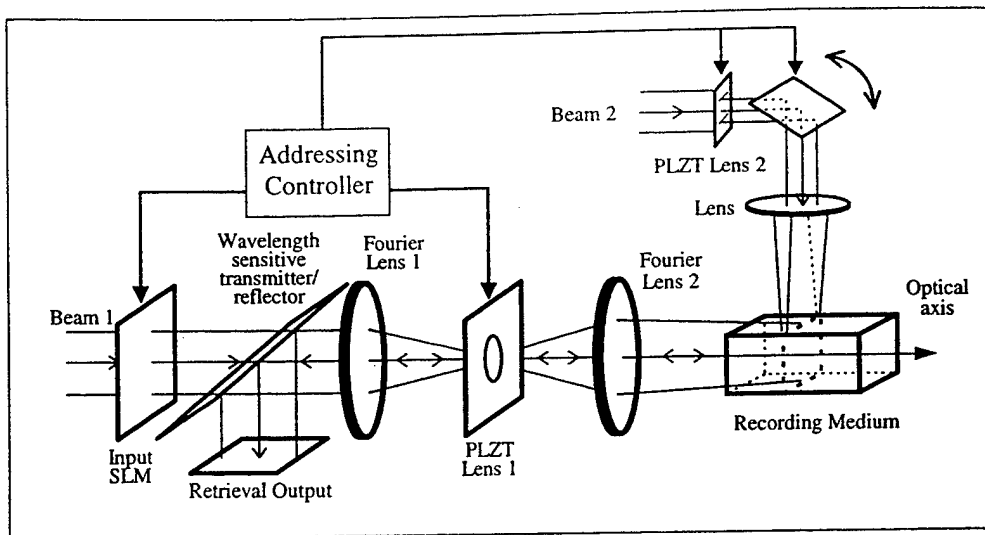 Beam 2
PLZT Lens 2
Addressing
Controller
Lens
Wavelength
sensitive
transmitter/
reflector
Fourier
Lens 1
Fourier
Lens 2
Optical
axis
Beam 1
Input
SLM
Retrieval Output
PLZT
Lens 1
Recording Medium